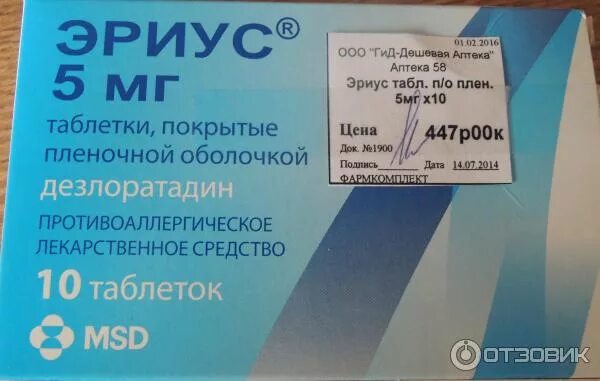 ЭРИУС®
5 мг
таблетки, покрытые
пленочной оболочкой
дезлоратадин
ПРОТИВОАЛЛЕРГИЧЕСКОЕ
ЛЕКАРСТВЕННОЕ СРЕДСТВО
10 таблеток
MSD
01.02.2016
ООО "ГиД-Дешевая Аптека"
Аптека 58
Эриус табл. п/о плен.
5мг х10
Цена 447р00к
Док. №1900
Подпись Дата 14.07.2014
ФАРМКОМПЛЕКТ
ОТЗОВИК